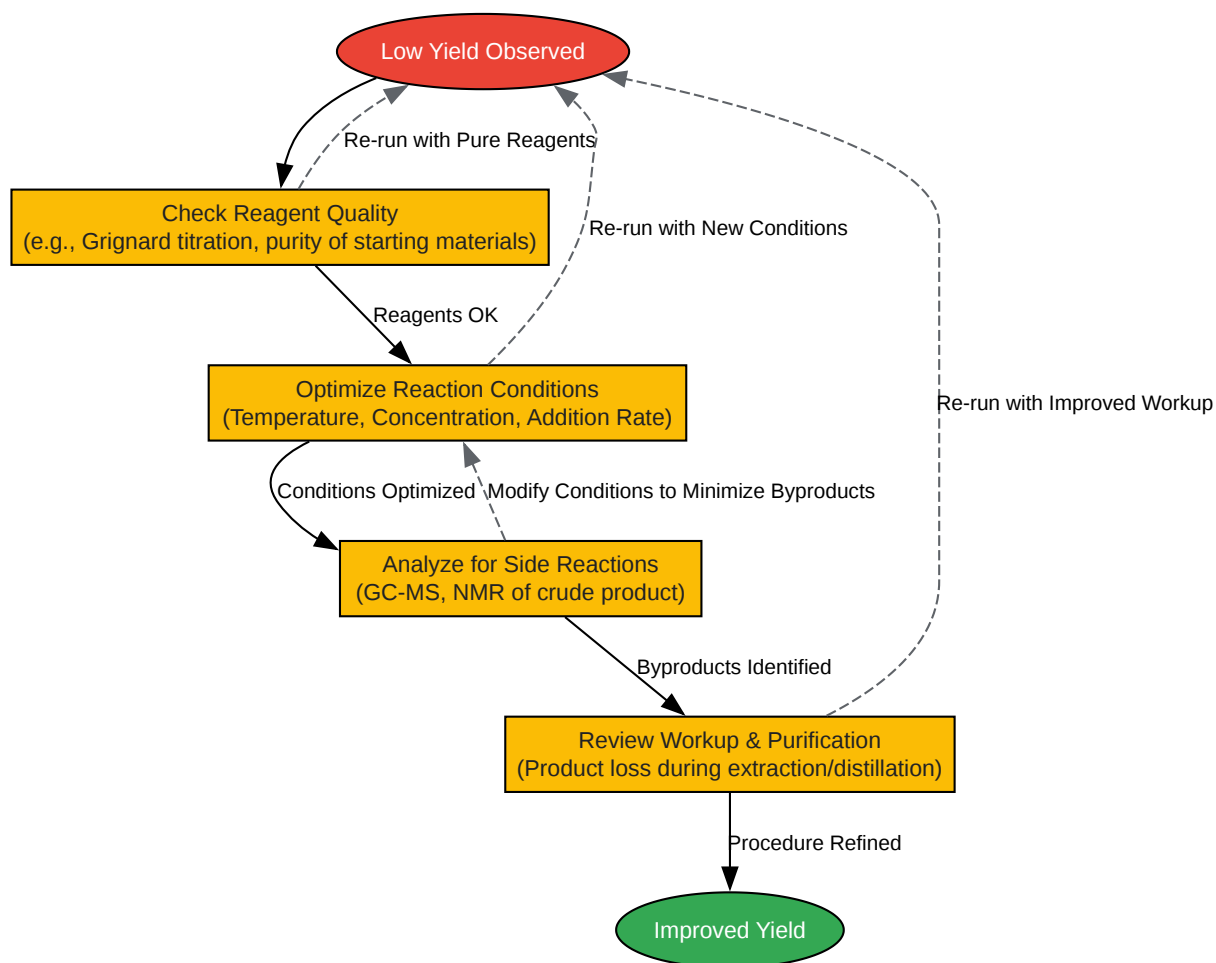 Low Yield Observed
Re-run with Pure Reagents
Check Reagent Quality
(e.g., Grignard titration, purity of starting materials)
Re-run with New Conditions
Reagents OK
Optimize Reaction Conditions
(Temperature, Concentration, Addition Rate)
Re-run with Improved Workup
Conditions Optimized
Modify Conditions to Minimize Byproducts
Analyze for Side Reactions
(GC-MS, NMR of crude product)
Byproducts Identified
Review Workup & Purification
(Product loss during extraction/distillation)
Procedure Refined
Improved Yield